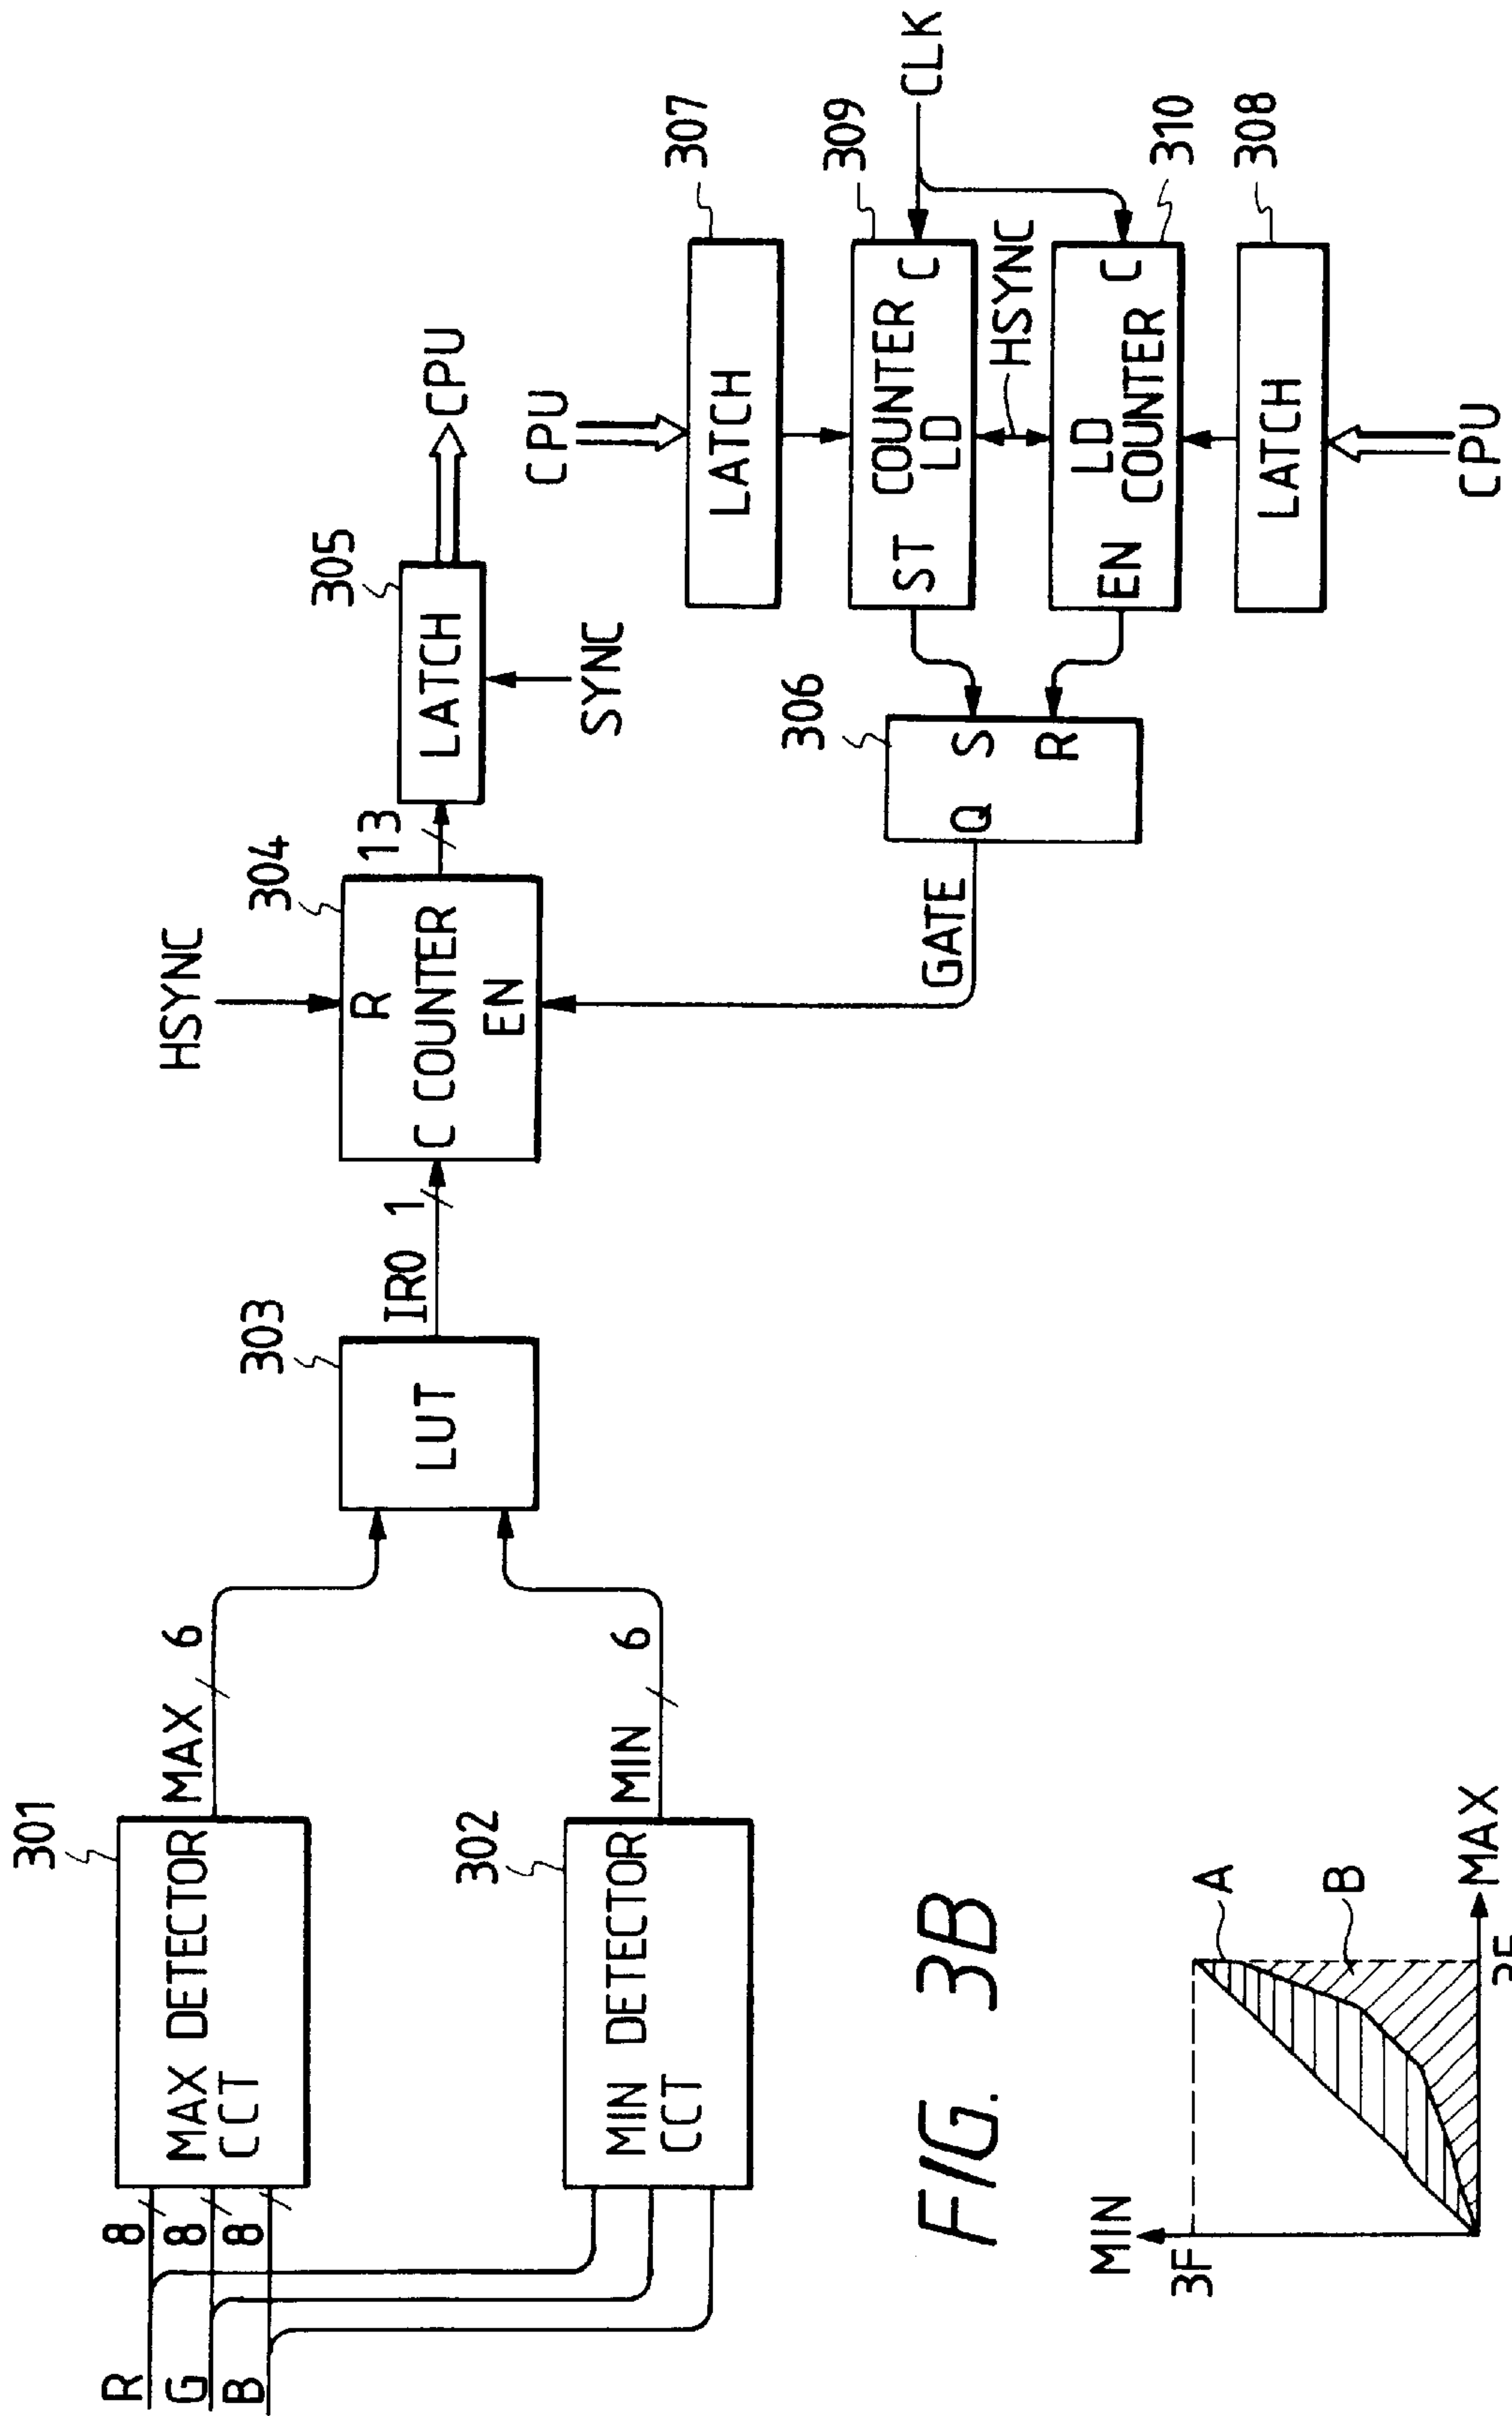 R
G
B
8
8
8
301
MAX DETECTOR
CCT
MAX 6
302
MIN DETECTOR
CCT
MIN 6
303
LUT
IRO 1
HSYNC
304
R
C COUNTER
EN
13
305
LATCH
CPU
SYNC
GATE
306
Q S
R
CPU
LATCH
307
309
ST COUNTER C
LD
CLK
HSYNC
310
LD
EN COUNTER C
308
LATCH
CPU
FIG. 3B
MIN
3F
A
B
MAX